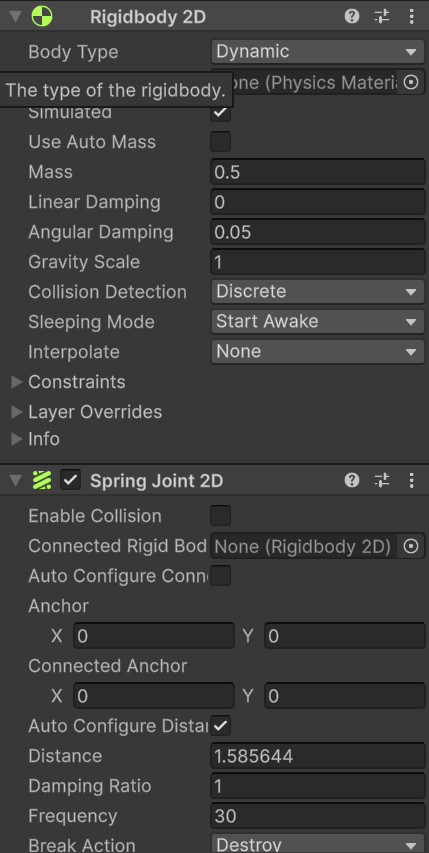 Rigidbody 2D
Body Type Dynamic
The type of the rigidbody. one (Physics Materi
Simulated
Use Auto Mass
Mass 0.5
Linear Damping 0
Angular Damping 0.05
Gravity Scale 1
Collision Detection Discrete
Sleeping Mode Start Awake
Interpolate None
Constraints
Layer Overrides
Info
Spring Joint 2D
Enable Collision
Connected Rigid Bod None (Rigidbody 2D)
Auto Configure Conn
Anchor
X 0 Y 0
Connected Anchor
X 0 Y 0
Auto Configure Distan
Distance 1.585644
Damping Ratio 1
Frequency 30
Break Action Destroy